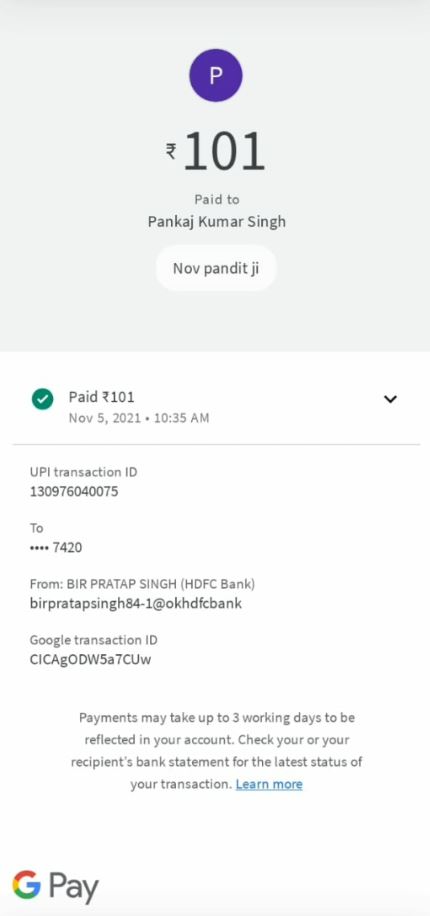 P
₹101
Paid to
Pankaj Kumar Singh
Nov pandit ji
Paid ₹101
Nov 5, 2021 • 10:35 AM
UPI transaction ID
130976040075
To
•••• 7420
From: BIR PRATAP SINGH (HDFC Bank)
birpratapsingh84-1@okhdfcbank
Google transaction ID
CICAgODW5a7CUw
Payments may take up to 3 working days to be
reflected in your account. Check your or your
recipient's bank statement for the latest status of
your transaction. Learn more
G Pay